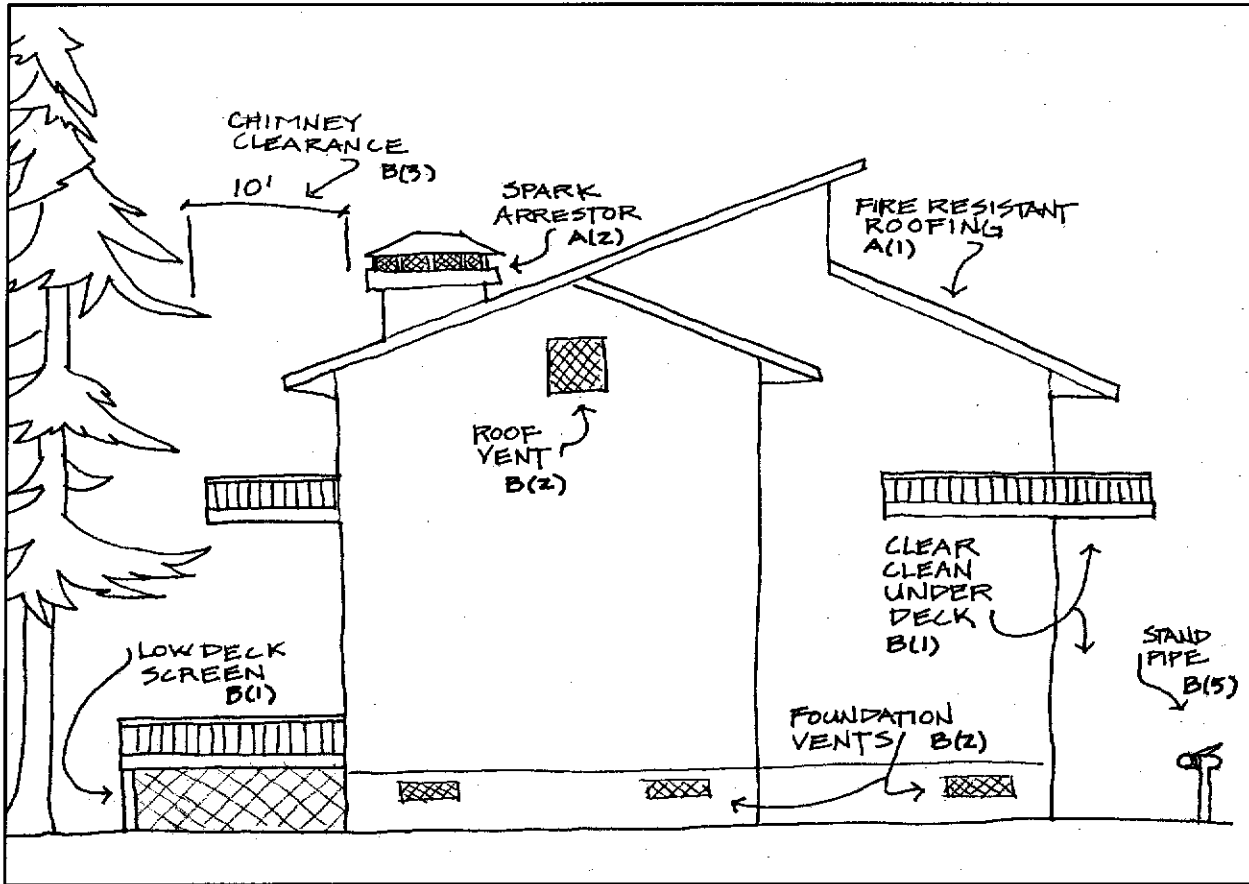 CHIMNEY
CLEARANCE
B(3)
10'
SPARK
ARRESTOR
A(2)
FIRE RESISTANT
ROOFING
A(1)
ROOF
VENT
B(2)
CLEAR
CLEAN
UNDER
DECK
B(1)
STAND
PIPE
B(5)
LOW DECK
SCREEN
B(1)
FOUNDATION
VENTS B(2)